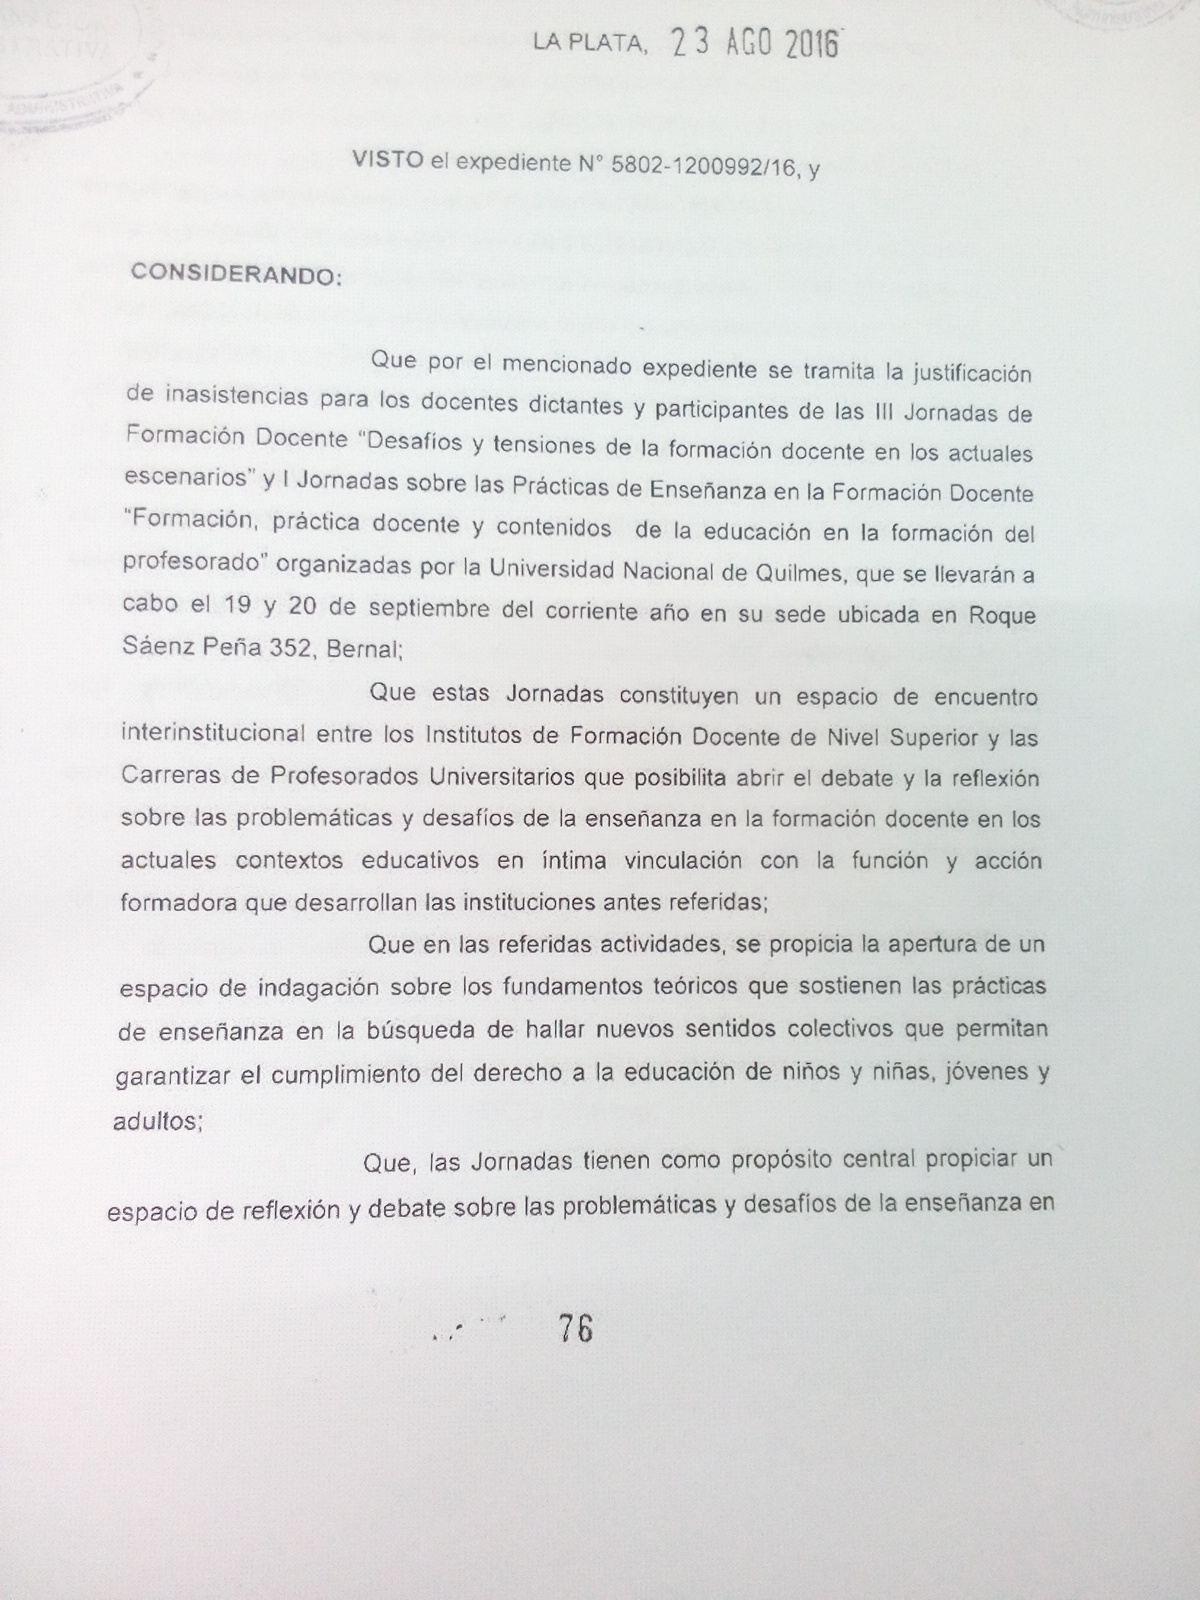 LA PLATA, 23 AGO 2016
ADMINISTRATIVA
VISTO el expediente N° 5802-1200992/16, y
CONSIDERANDO:
Que por el mencionado expediente se tramita la justificación
de inasistencias para los docentes dictantes y participantes de las III Jornadas de
Formación Docente "Desafíos y tensiones de la formación docente en los actuales
escenarios" y I Jornadas sobre las Prácticas de Enseñanza en la Formación Docente
"Formación, práctica docente y contenidos de la educación en la formación del
profesorado" organizadas por la Universidad Nacional de Quilmes, que se llevarán a
cabo el 19 y 20 de septiembre del corriente año en su sede ubicada en Roque
Sáenz Peña 352, Bernal;
Que estas Jornadas constituyen un espacio de encuentro
interinstitucional entre los Institutos de Formación Docente de Nivel Superior y las
Carreras de Profesorados Universitarios que posibilita abrir el debate y la reflexión
sobre las problemáticas y desafíos de la enseñanza en la formación docente en los
actuales contextos educativos en íntima vinculación con la función y acción
formadora que desarrollan las instituciones antes referidas;
Que en las referidas actividades, se propicia la apertura de un
espacio de indagación sobre los fundamentos teóricos que sostienen las prácticas
de enseñanza en la búsqueda de hallar nuevos sentidos colectivos que permitan
garantizar el cumplimiento del derecho a la educación de niños y niñas, jóvenes y
adultos;
Que, las Jornadas tienen como propósito central propiciar un
espacio de reflexión y debate sobre las problemáticas y desafíos de la enseñanza en
76